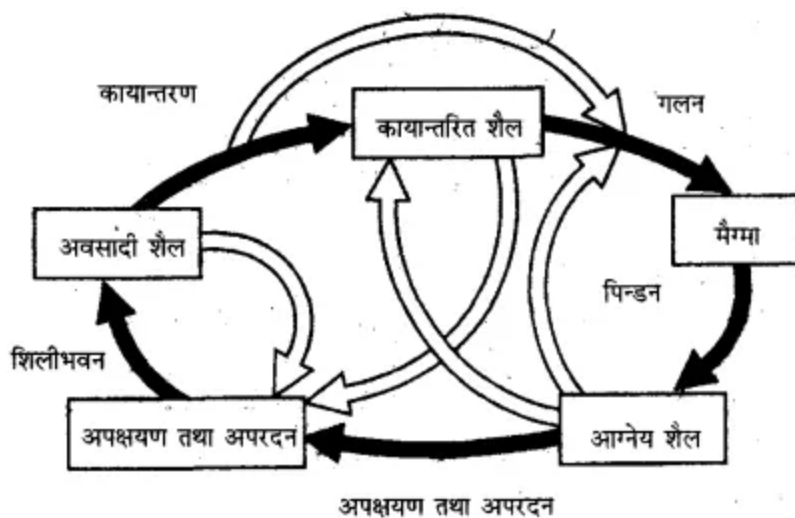 कायान्तरण
गलन
कायान्तरित शैल
अवसादी शैल
मैग्मा
पिन्डन
शिलीभवन
अपक्षयण तथा अपरदन
आग्नेय शैल
अपक्षयण तथा अपरदन